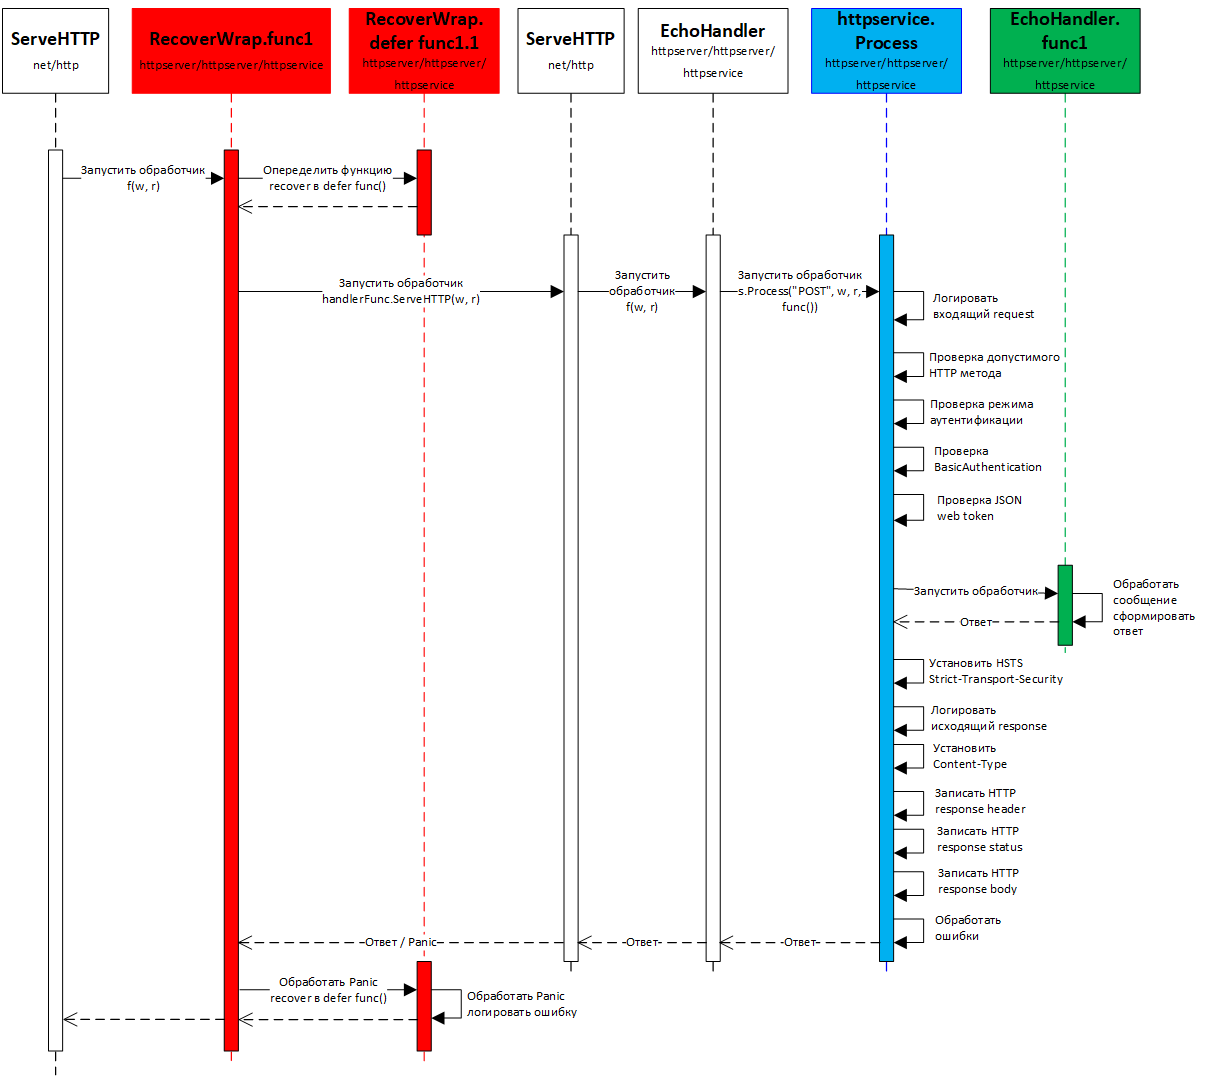 ServeHTTP
net/http
RecoverWrap.func1
httpserver/httpserver/httpservice
RecoverWrap.
defer func1.1
httpserver/httpserver/
httpservice
ServeHTTP
net/http
EchoHandler
httpserver/httpserver/
httpservice
httpservice.
Process
httpserver/httpserver/
httpservice
EchoHandler.
func1
httpserver/httpserver/
httpservice
Запустить обработчик
f(w, r)
Опеределить функцию
recover в defer func()
Запустить обработчик
handlerFunc.ServeHTTP(w, r)
Запустить
обработчик
f(w, r)
Запустить обработчик
s.Process("POST", w, r,
func())
Логировать
входящий request
Проверка допустимого
HTTP метода
Проверка режима
аутентификации
Проверка
BasicAuthentication
Проверка JSON
web token
Запустить обработчик
Обработать
сообщение
сформировать
ответ
Ответ
Установить HSTS
Strict-Transport-Security
Логировать
исходящий response
Установить
Content-Type
Записать HTTP
response header
Записать HTTP
response status
Записать HTTP
response body
Обработать
ошибки
Ответ / Panic
Ответ
Ответ
Обработать Panic
recover в defer func()
Обработать Panic
логировать ошибку